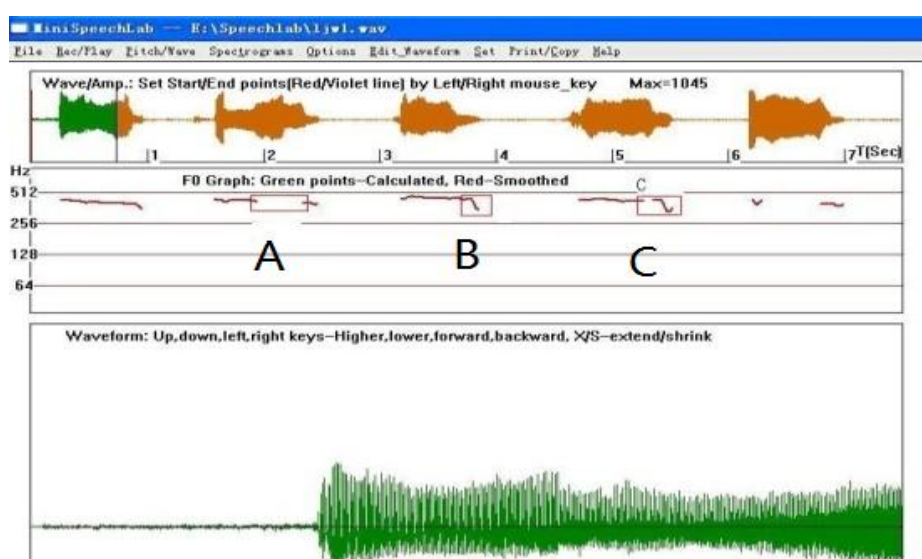 MiniSpeechLab -- E:\Speechlab\ljw1.wav
File Rec/Play Pitch/Wave Spectrograms Options Edit_Waveform Set Print/Copy Help
Wave/Amp.: Set Start/End points(Red/Violet line) by Left/Right mouse_key Max=1045
1 2 3 4 5 6 7 T(Sec)
Hz
F0 Graph: Green points-Calculated, Red-Smoothed
C
512
256
A B C
128
64
Waveform: Up,down,left,right keys-Higher,lower,forward,backward, X/S-extend/shrink